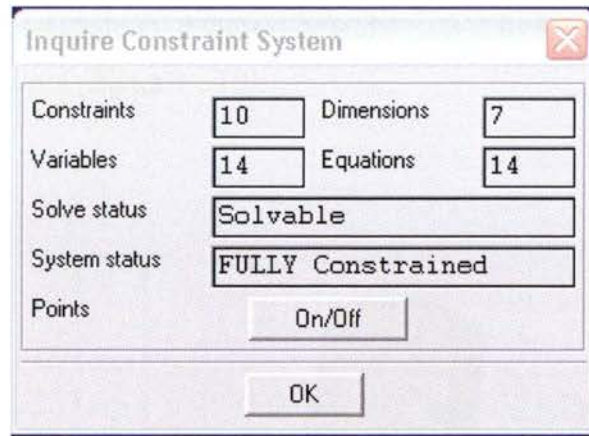 Inquire Constraint System
Constraints 10 Dimensions 7
Variables 14 Equations 14
Solve status Solvable
System status FULLY Constrained
Points On/Off
OK